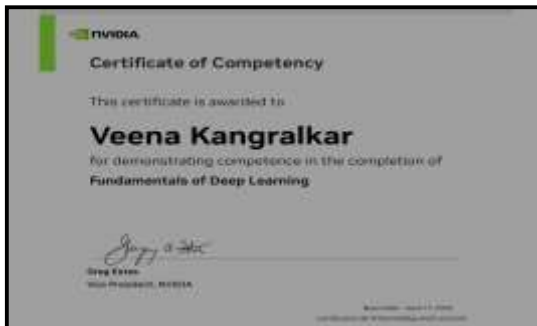 NVIDIA
Certificate of Competency
This certificate is awarded to
Veena Kangralkar
for demonstrating competence in the completion of
Fundamentals of Deep Learning
Greg Estes
Vice President, NVIDIA